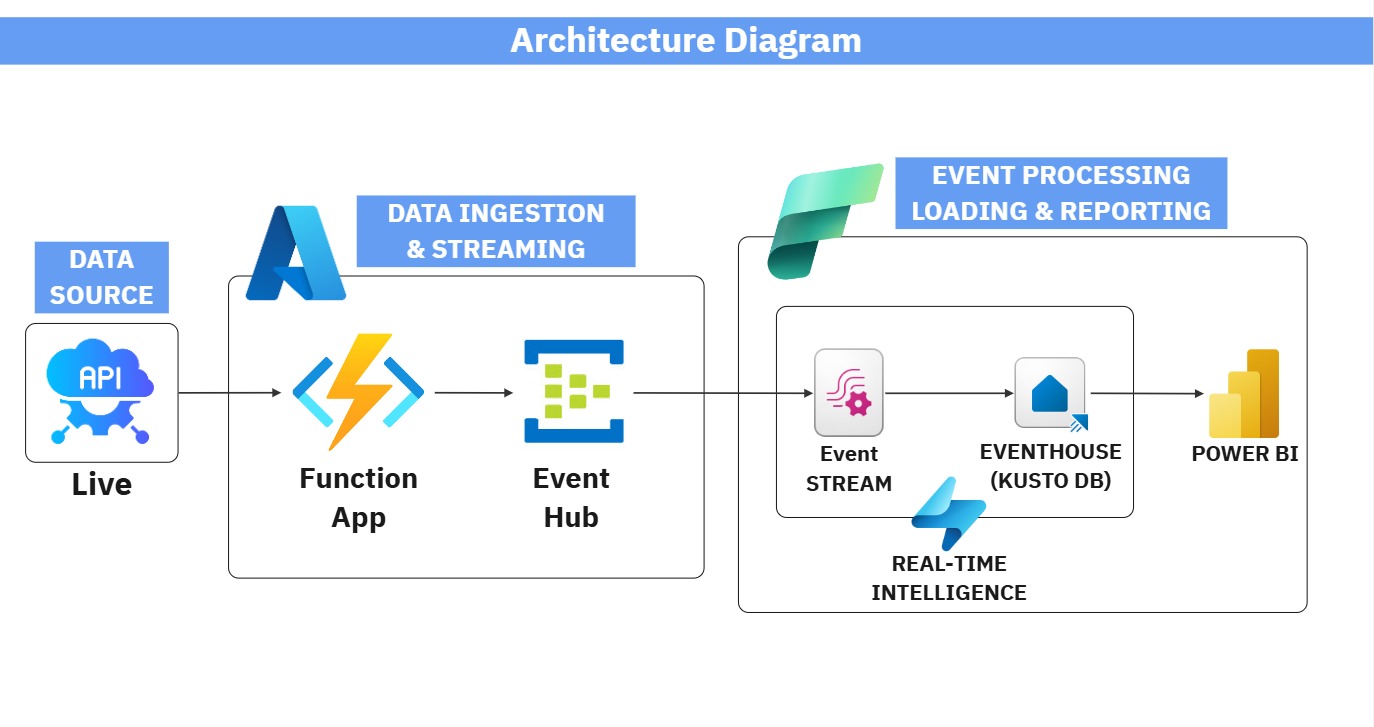 Architecture Diagram
DATA
SOURCE
API
Live
DATA INGESTION
& STREAMING
Function
App
Event
Hub
EVENT PROCESSING
LOADING & REPORTING
Event
STREAM
EVENTHOUSE
(KUSTO DB)
REAL-TIME
INTELLIGENCE
POWER BI